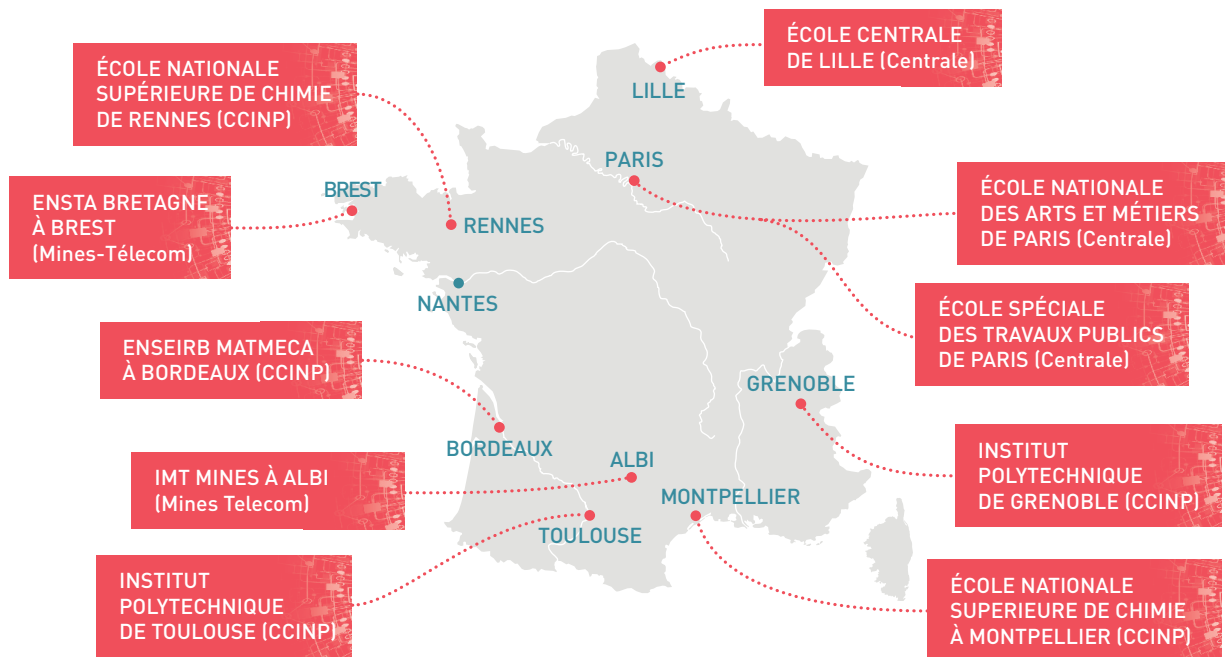 ÉCOLE CENTRALE
DE LILLE (Centrale)
ÉCOLE NATIONALE
SUPÉRIEURE DE CHIMIE
DE RENNES (CCINP)
LILLE
PARIS
ÉCOLE NATIONALE
DES ARTS ET MÉTIERS
DE PARIS (Centrale)
ENSTA BRETAGNE
À BREST
(Mines-Télecom)
BREST
RENNES
NANTES
ÉCOLE SPÉCIALE
DES TRAVAUX PUBLICS
DE PARIS (Centrale)
ENSEIRB MATMECA
À BORDEAUX (CCINP)
GRENOBLE
BORDEAUX
ALBI
IMT MINES À ALBI
(Mines Telecom)
MONTPELLIER
INSTITUT
POLYTECHNIQUE
DE GRENOBLE (CCINP)
TOULOUSE
INSTITUT
POLYTECHNIQUE
DE TOULOUSE (CCINP)
ÉCOLE NATIONALE
SUPERIEURE DE CHIMIE
À MONTPELLIER (CCINP)